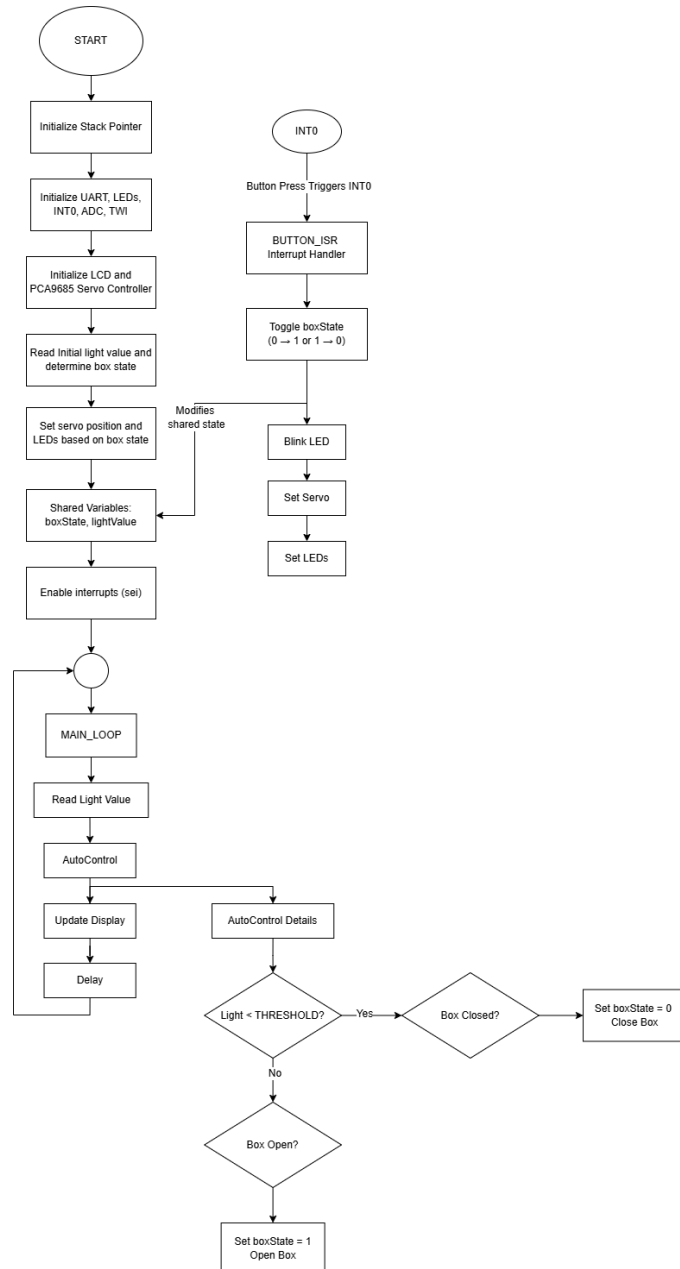 START
Initialize Stack Pointer
Initialize UART, LEDs,
INT0, ADC, TWI
Initialize LCD and
PCA9685 Servo Controller
Read Initial light value and
determine box state
Set servo position and
LEDs based on box state
Shared Variables:
boxState, lightValue
Enable interrupts (sei)
INT0
Button Press Triggers INT0
BUTTON_ISR
Interrupt Handler
Toggle boxState
(0 → 1 or 1 → 0)
Modifies
shared state
Blink LED
Set Servo
Set LEDs
MAIN_LOOP
Read Light Value
AutoControl
Update Display
Delay
AutoControl Details
Light < THRESHOLD?
Yes
Box Closed?
Set boxState = 0
Close Box
No
Box Open?
Set boxState = 1
Open Box